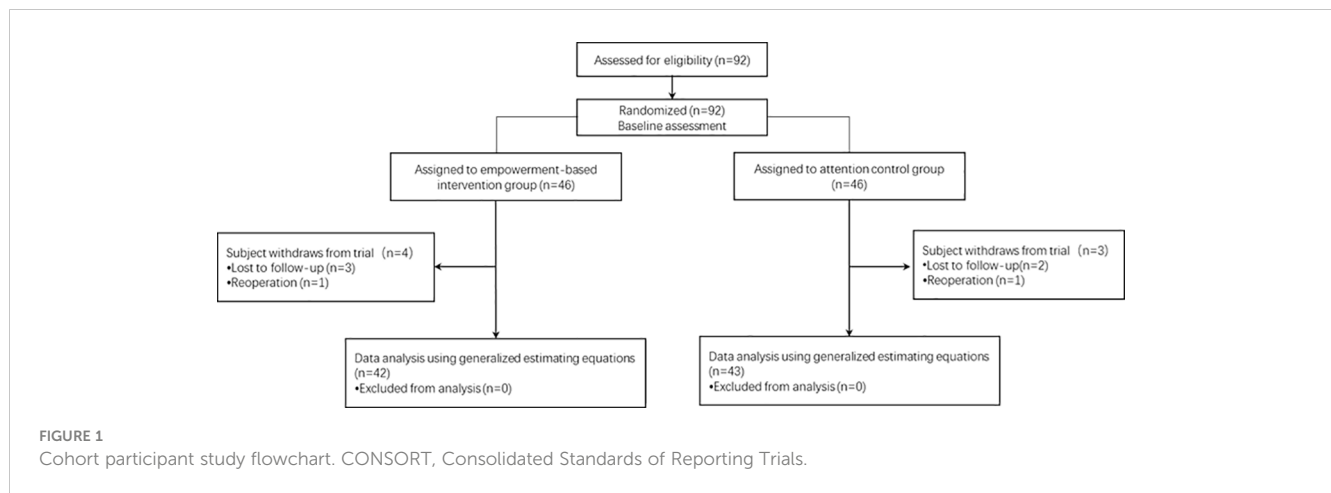 Assessed for eligibility (n=92)
Randomized (n=92)
Baseline assessment
Assigned to empowerment-based
intervention group (n=46)
Assigned to attention control group
(n=46)
Subject withdraws from trial (n=4)
•Lost to follow-up (n=3)
•Reoperation (n=1)
Subject withdraws from trial (n=3)
•Lost to follow-up(n=2)
•Reoperation (n=1)
Data analysis using generalized estimating equations
(n=42)
•Excluded from analysis (n=0)
Data analysis using generalized estimating equations
(n=43)
•Excluded from analysis (n=0)
FIGURE 1
Cohort participant study flowchart. CONSORT, Consolidated Standards of Reporting Trials.